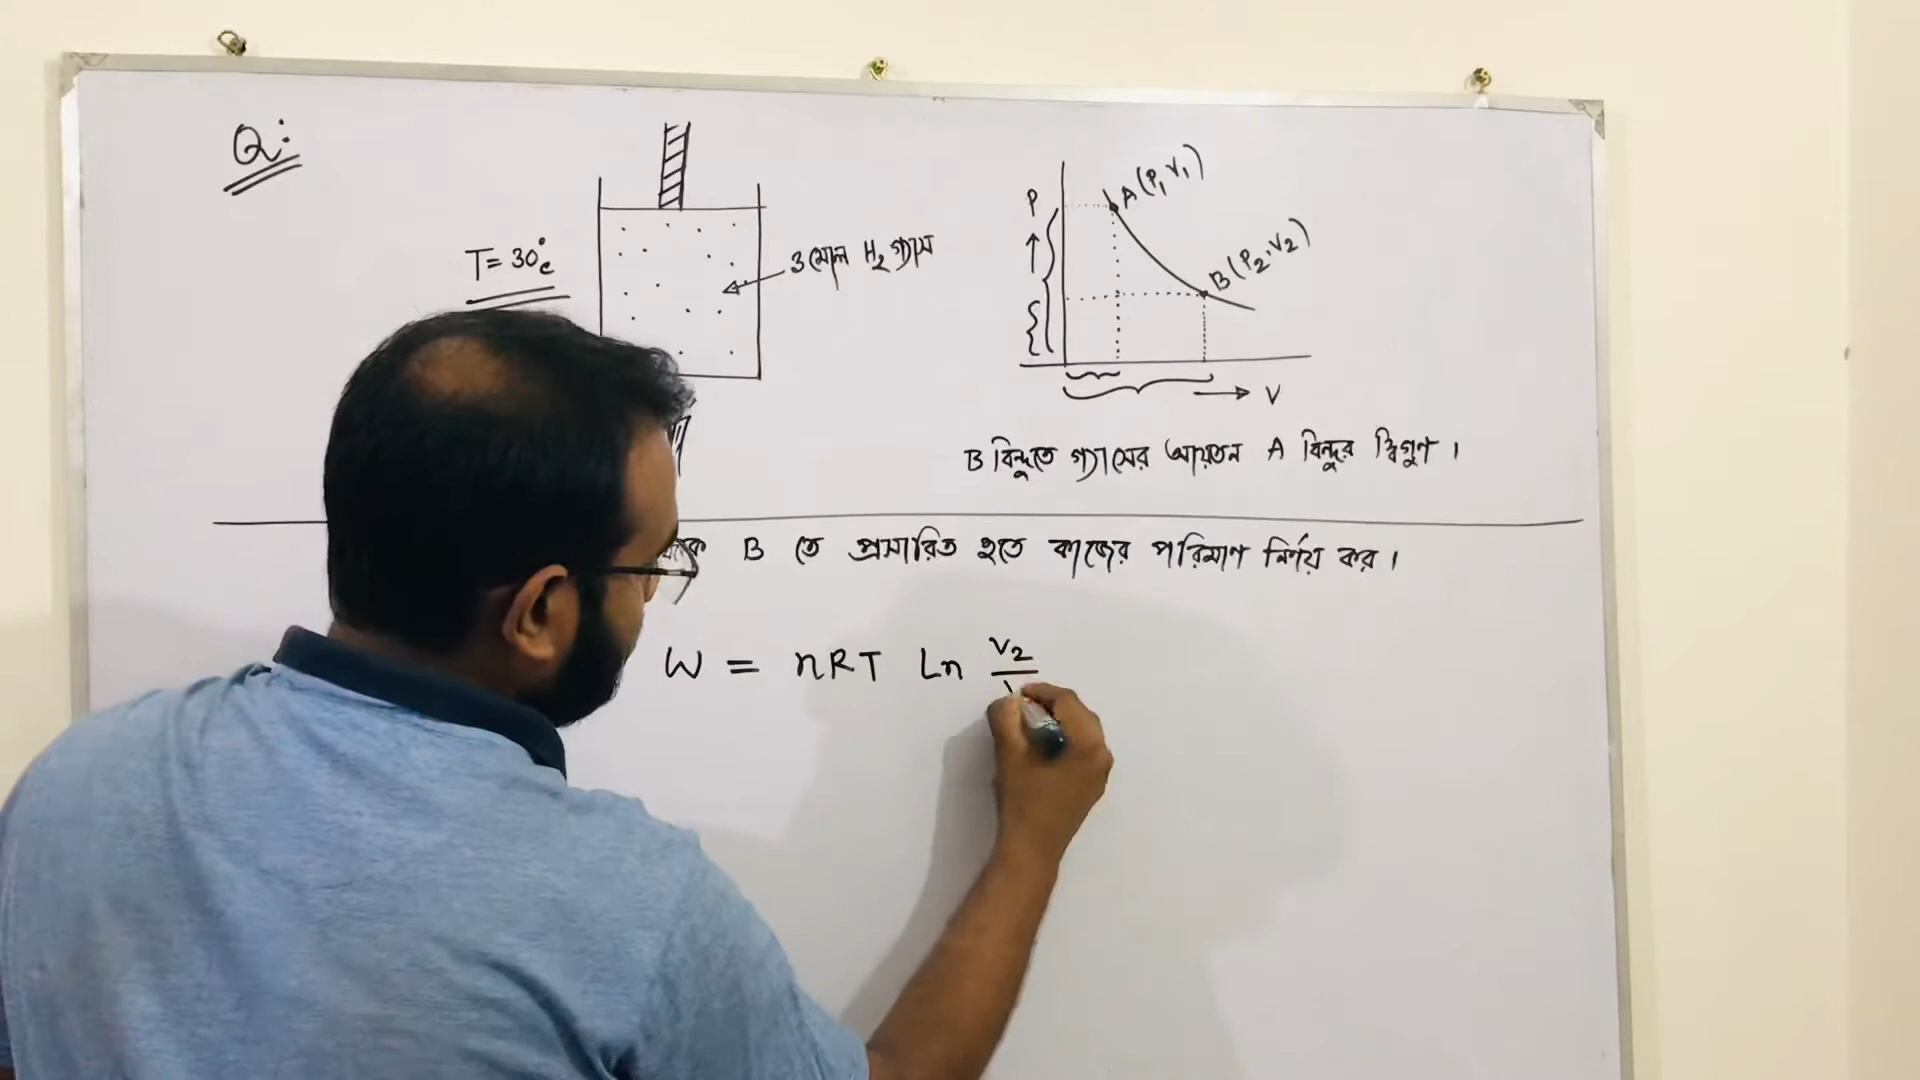 Q:
T = 30°c
3 মোল H₂ গ্যাস
P
A (P₁ V₁)
B (P₂, V₂)
V
B বিন্দুতে গ্যাসের আয়তন A বিন্দুর দ্বিগুণ ।
B তে প্রসারিত হতে কাজের পরিমাণ নির্ণয় কর ।
W = nRT Ln V₂